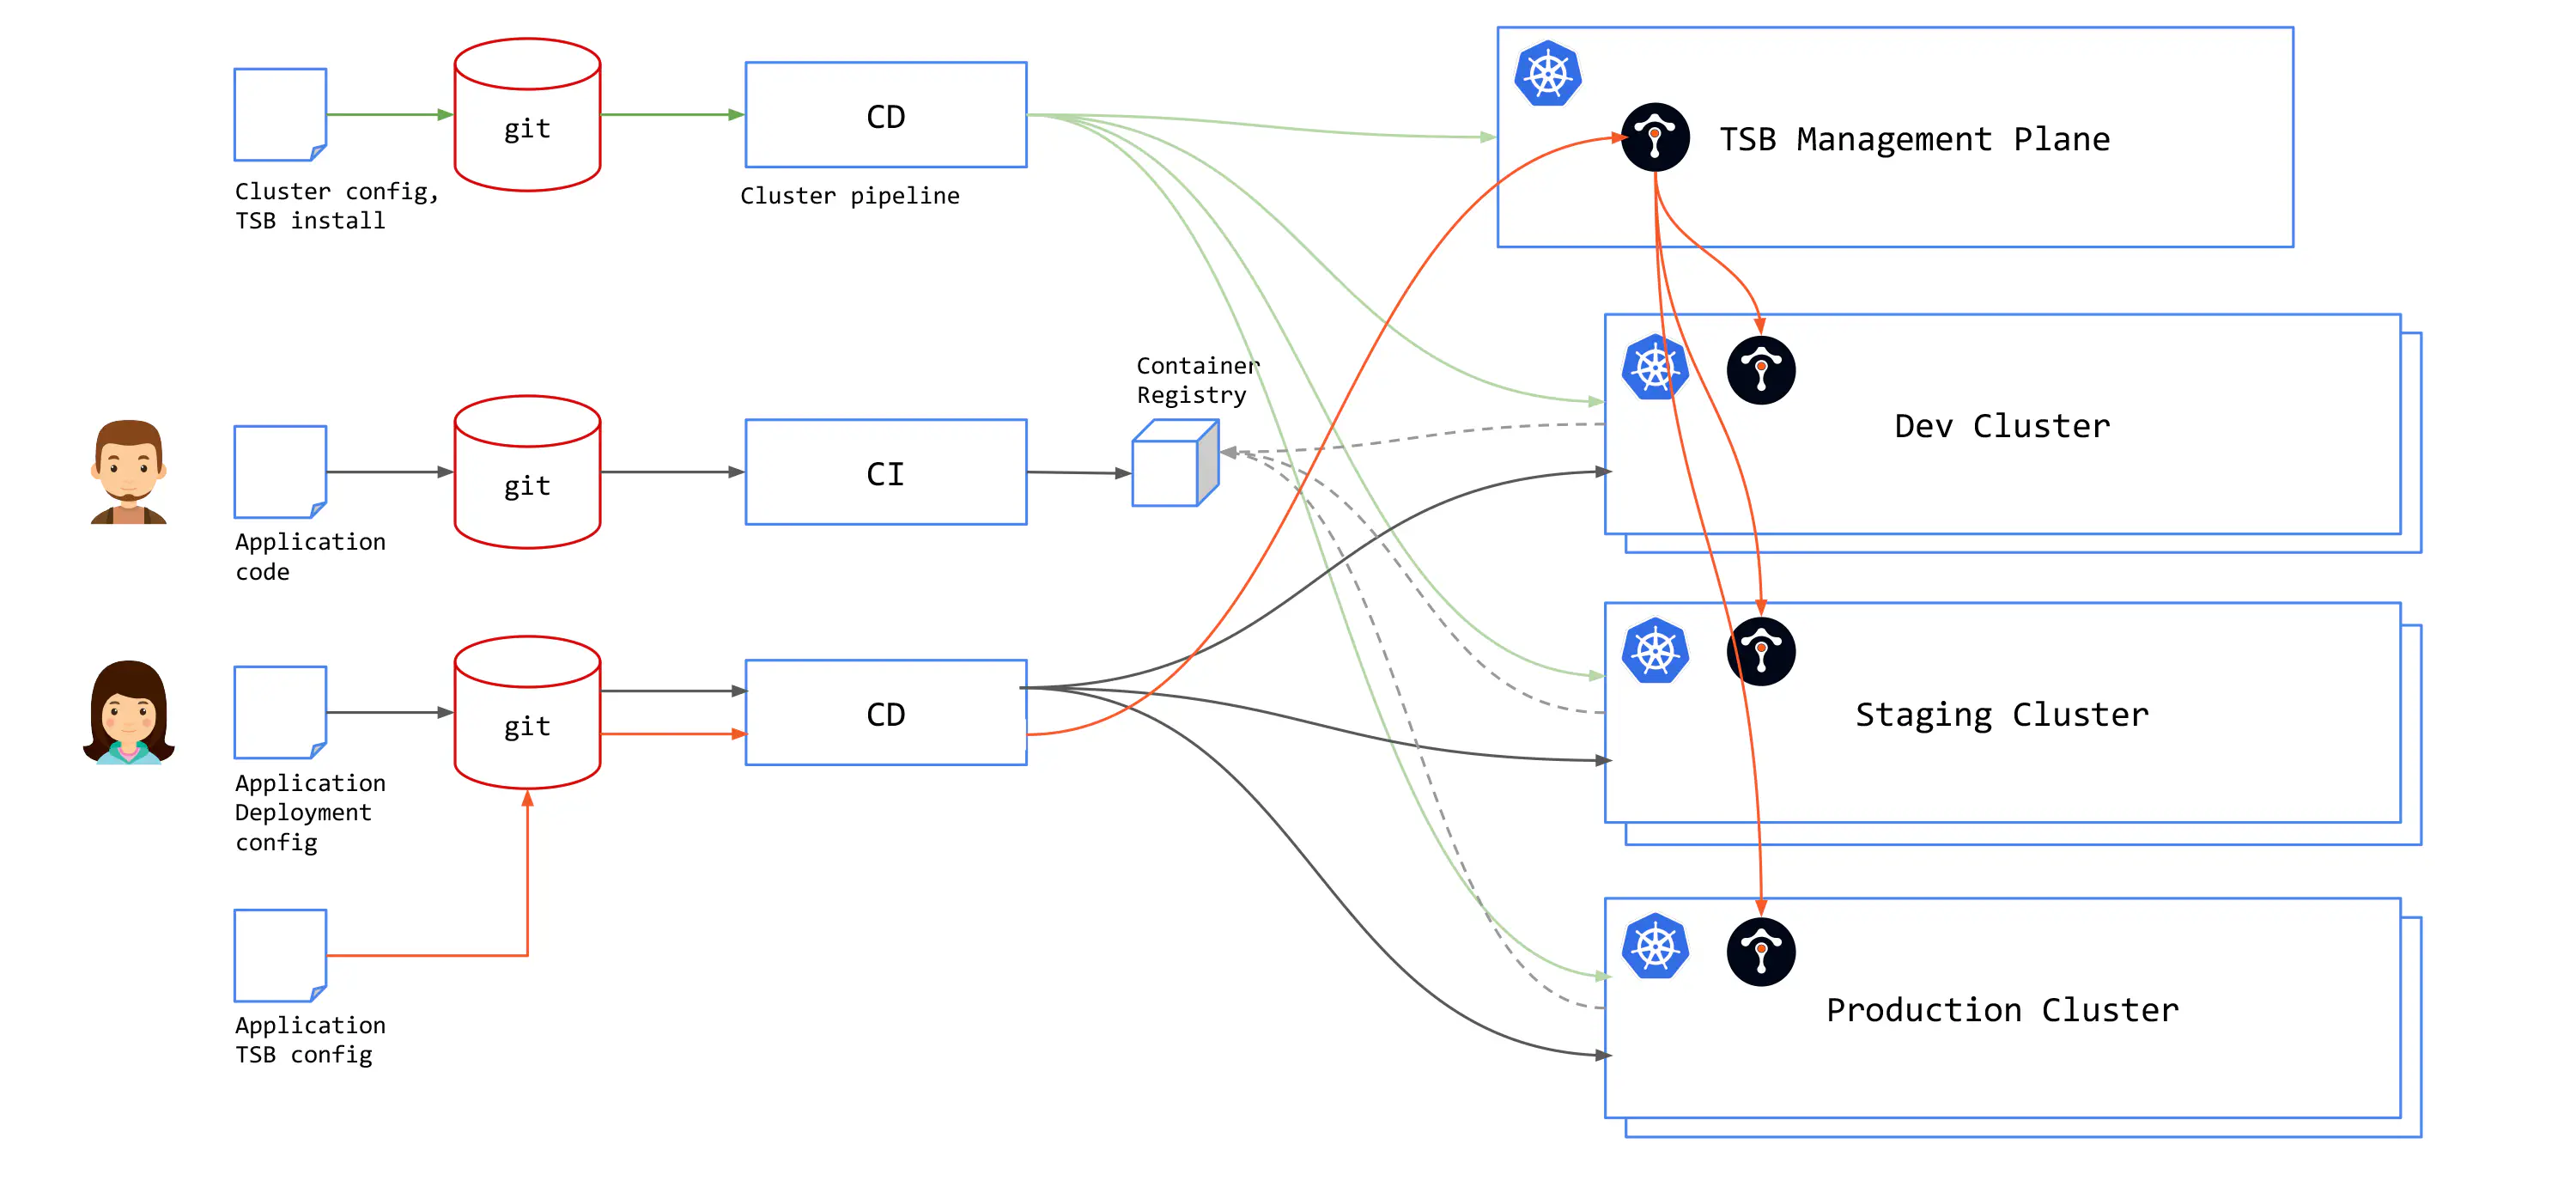 git
CD
Cluster config,
TSB install
Cluster pipeline
TSB Management Plane
Container
Registry
git
CI
Application
code
Dev Cluster
git
CD
Application
Deployment
config
Staging Cluster
Application
TSB config
Production Cluster